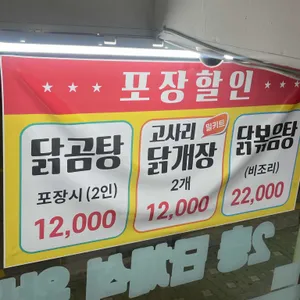 포장할인
닭곰탕
포장시 (2인)
12,000
고사리
밀키트
닭개장
2개
12,000
닭볶음탕
(비조리)
22,000